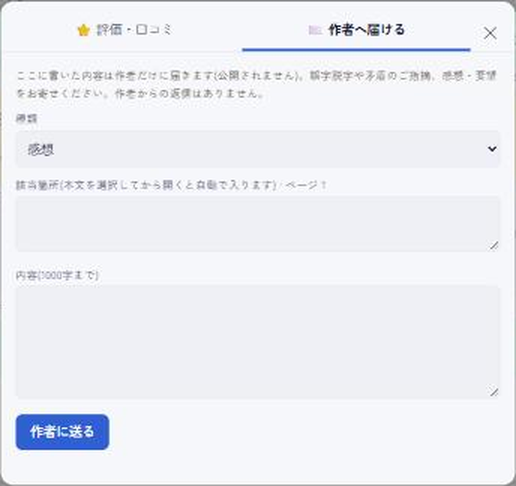 評価・口コミ
作者へ届ける
ここに書いた内容は作者だけに届きます(公開されません)。誤字脱字や矛盾のご指摘、感想・要望
をお寄せください。作者からの返信はありません。
種類
感想
該当箇所(本文を選択してから開くと自動で入ります)・ページ 1
内容(1000字まで)
作者に送る